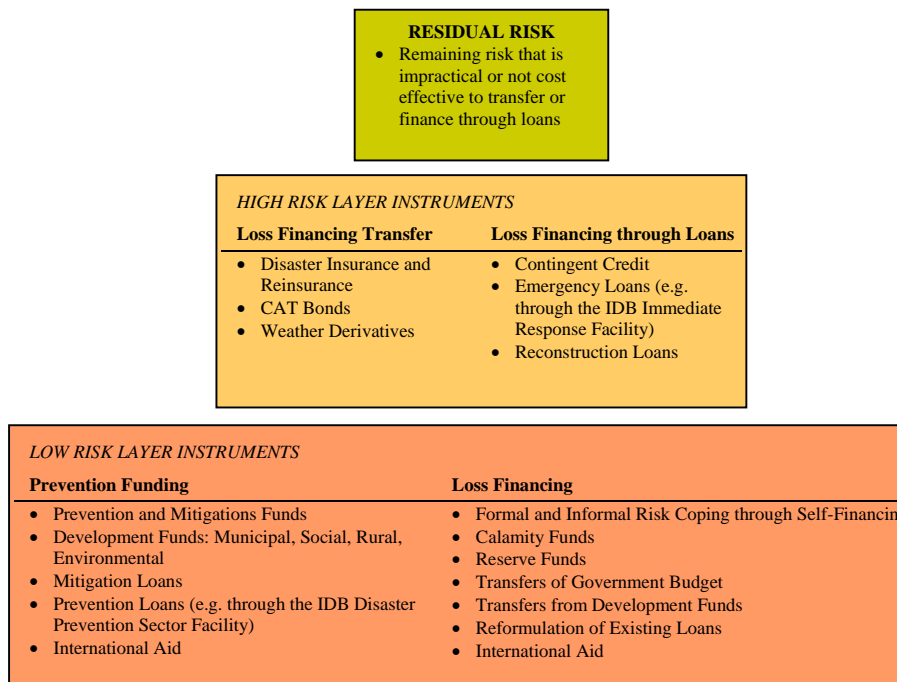 RESIDUAL RISK
• Remaining risk that is
impractical or not cost
effective to transfer or
finance through loans
HIGH RISK LAYER INSTRUMENTS
Loss Financing Transfer
• Disaster Insurance and
Reinsurance
• CAT Bonds
• Weather Derivatives
Loss Financing through Loans
• Contingent Credit
• Emergency Loans (e.g.
through the IDB Immediate
Response Facility)
• Reconstruction Loans
LOW RISK LAYER INSTRUMENTS
Prevention Funding
• Prevention and Mitigations Funds
• Development Funds: Municipal, Social, Rural,
Environmental
• Mitigation Loans
• Prevention Loans (e.g. through the IDB Disaster
Prevention Sector Facility)
• International Aid
Loss Financing
• Formal and Informal Risk Coping through Self-Financin
• Calamity Funds
• Reserve Funds
• Transfers of Government Budget
• Transfers from Development Funds
• Reformulation of Existing Loans
• International Aid